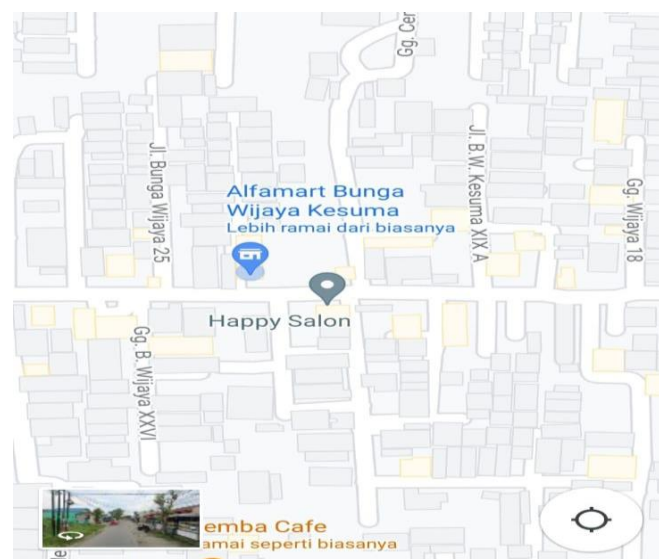 Gg. Cer
Jl. Bunga Wijaya 25
Jl. B.W. Kesuma XIX A
Gg. Wijaya 18
Alfamart Bunga
Wijaya Kesuma
Lebih ramai dari biasanya
Happy Salon
Gg. B. Wijaya XXVI
emba Cafe
amai seperti biasanya